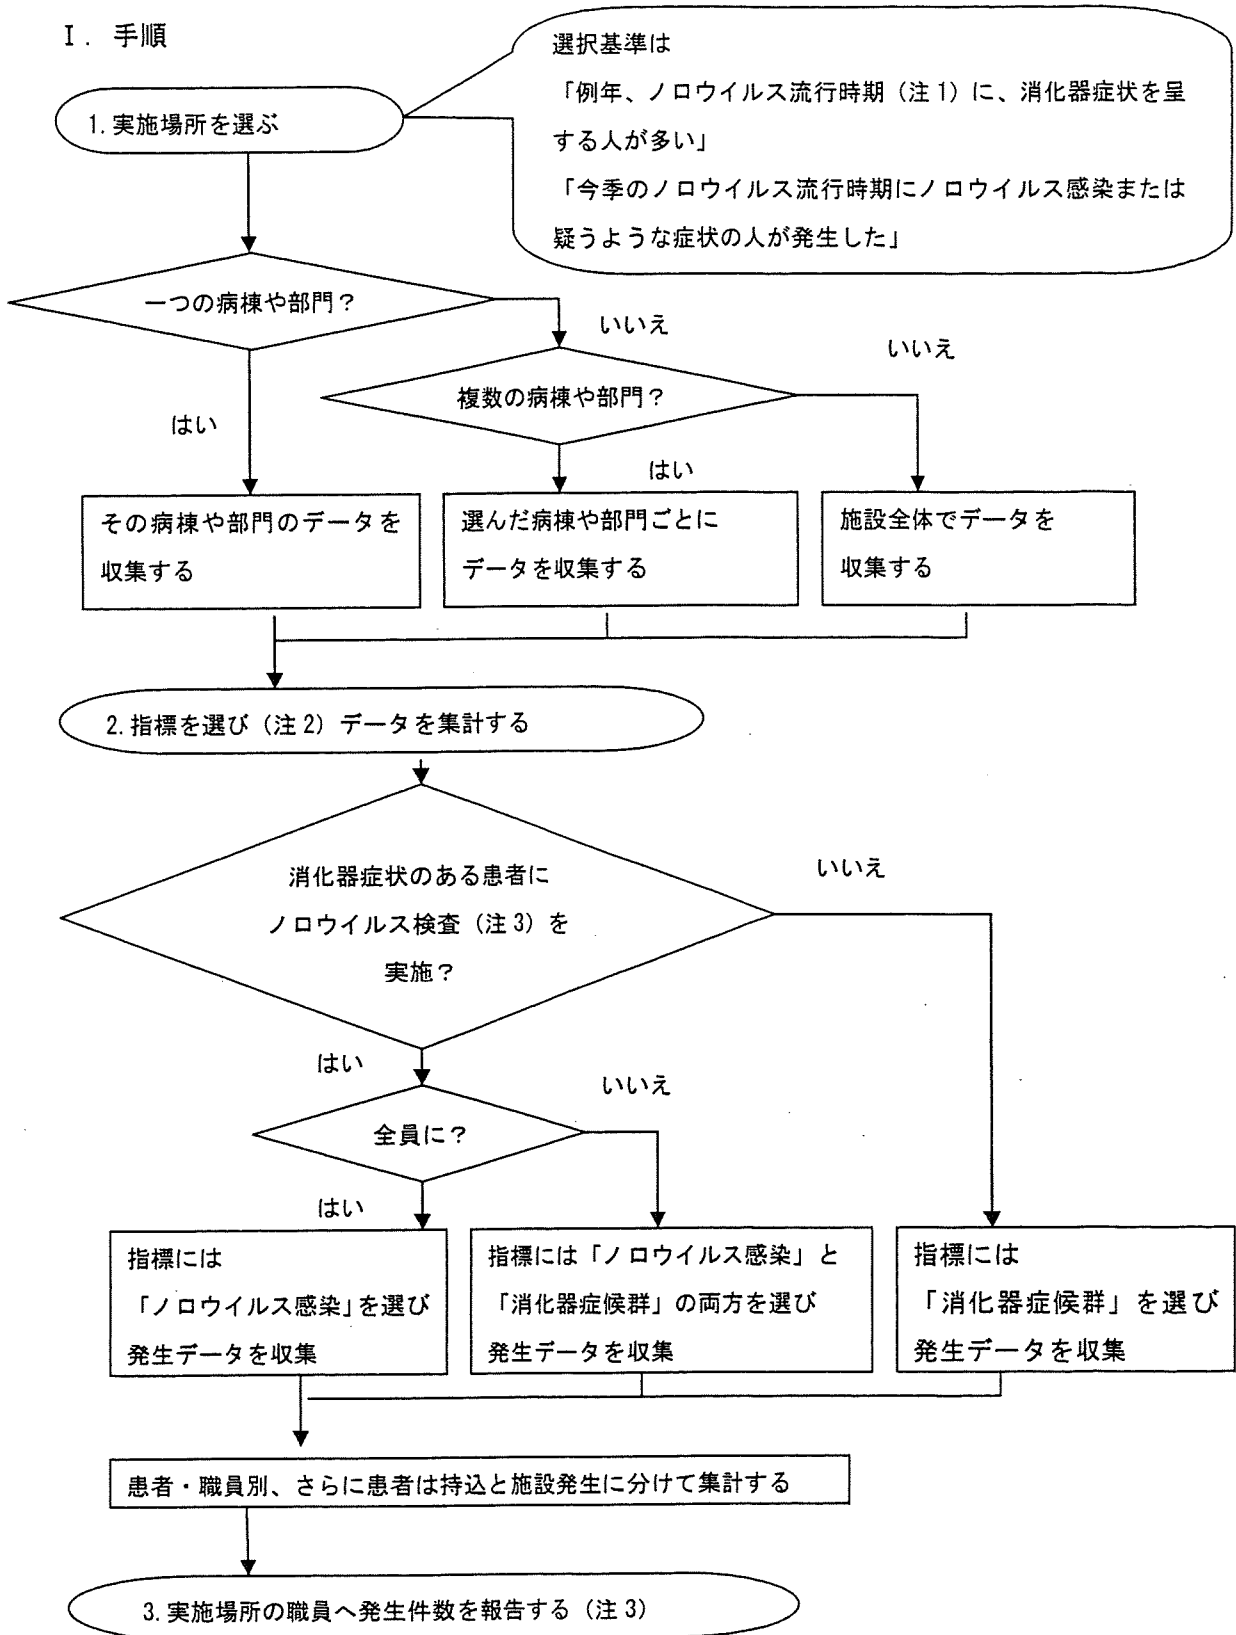 Ⅰ. 手順
選択基準は
「例年、ノロウイルス流行時期（注1）に、消化器症状を呈
する人が多い」
「今季のノロウイルス流行時期にノロウイルス感染または
疑うような症状の人が発生した」
1. 実施場所を選ぶ
一つの病棟や部門？
いいえ
いいえ
複数の病棟や部門？
はい
はい
その病棟や部門のデータを
収集する
選んだ病棟や部門ごとに
データを収集する
施設全体でデータを
収集する
2. 指標を選び（注2）データを集計する
消化器症状のある患者に
ノロウイルス検査（注3）を
実施？
いいえ
はい
いいえ
全員に？
はい
指標には
「ノロウイルス感染」を選び
発生データを収集
指標には「ノロウイルス感染」と
「消化器症候群」の両方を選び
発生データを収集
指標には
「消化器症候群」を選び
発生データを収集
患者・職員別、さらに患者は持込と施設発生に分けて集計する
3. 実施場所の職員へ発生件数を報告する（注3）